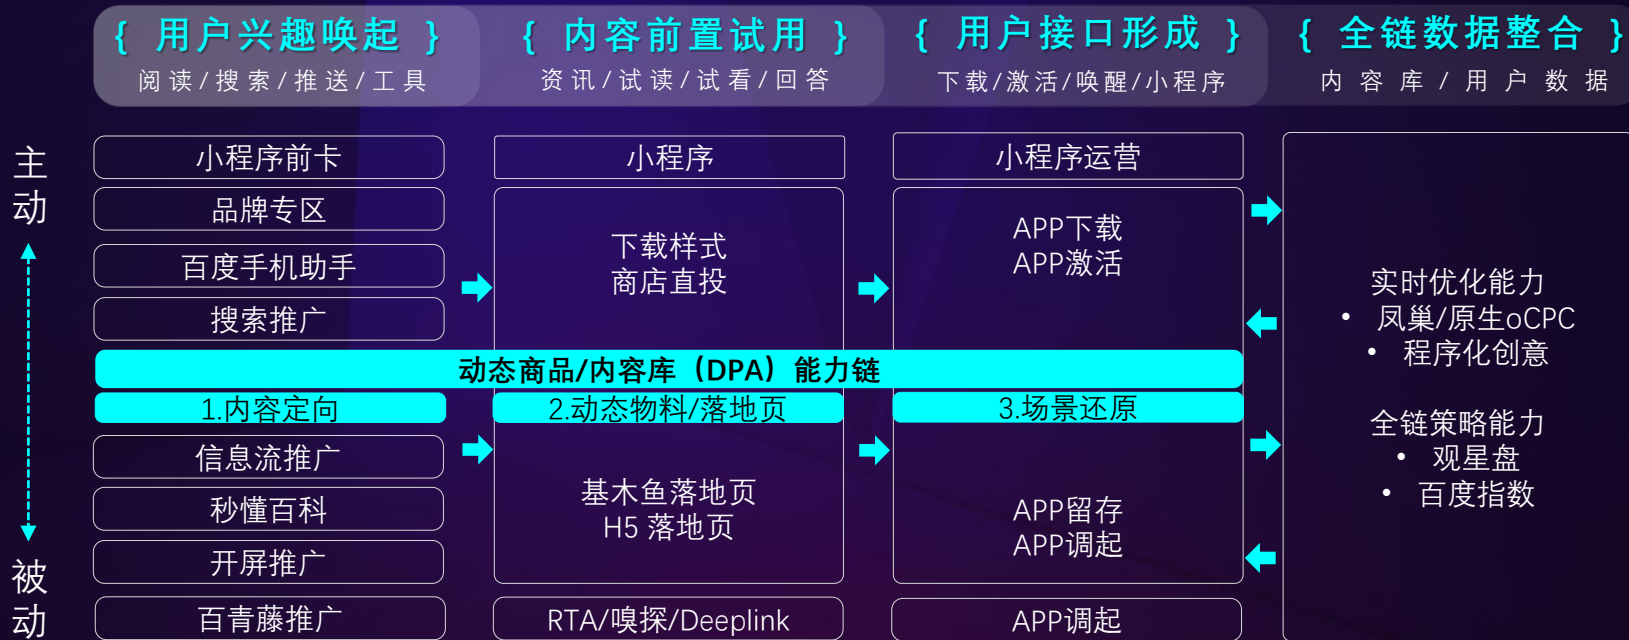 { 用户兴趣唤起 }
阅读/搜索/推送/工具
{ 内容前置试用 }
资讯/试读/试看/回答
{ 用户接口形成 }
下载/激活/唤醒/小程序
{ 全链数据整合 }
内容库/用户数据
主动
被动
小程序前卡
品牌专区
百度手机助手
搜索推广
小程序
下载样式
商店直投
小程序运营
APP下载
APP激活
动态商品/内容库（DPA）能力链
1.内容定向
2.动态物料/落地页
3.场景还原
信息流推广
秒懂百科
开屏推广
百青藤推广
基木鱼落地页
H5 落地页
RTA/嗅探/Deeplink
APP留存
APP调起
APP调起
实时优化能力
• 凤巢/原生oCPC
• 程序化创意
全链策略能力
• 观星盘
• 百度指数